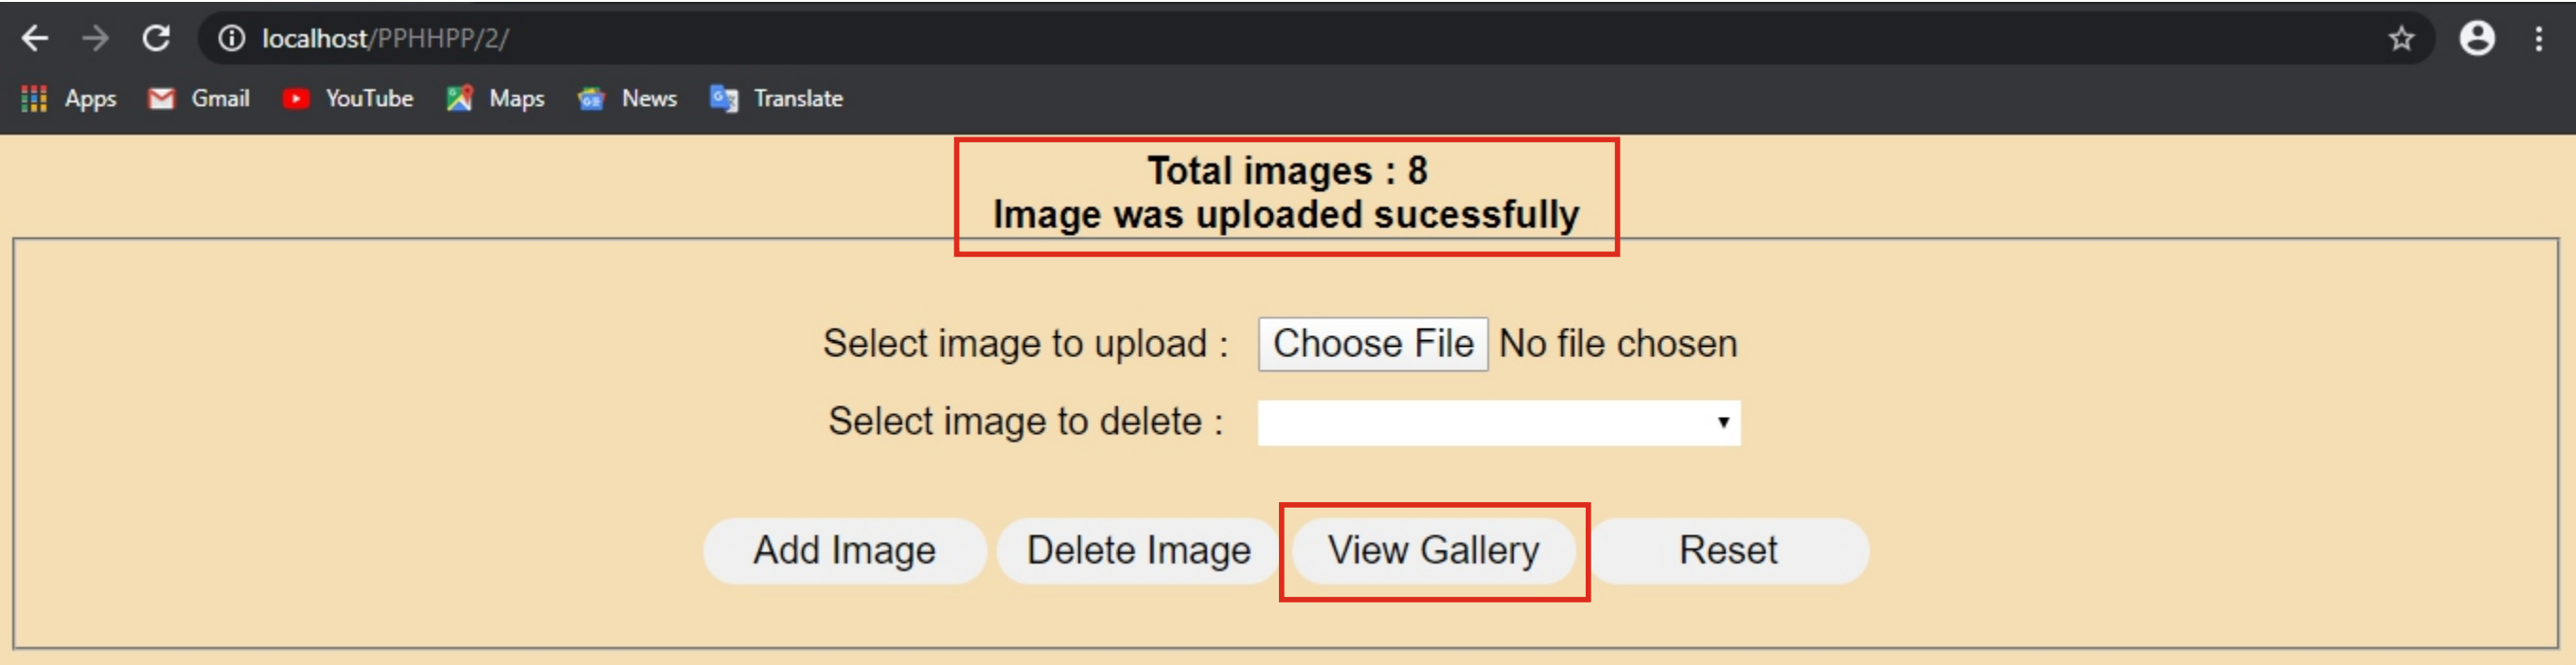 localhost/PPHHPP/2/
Apps Gmail YouTube Maps News Translate
Total images : 8
Image was uploaded sucessfully
Select image to upload : Choose File No file chosen
Select image to delete :
Add Image Delete Image View Gallery Reset